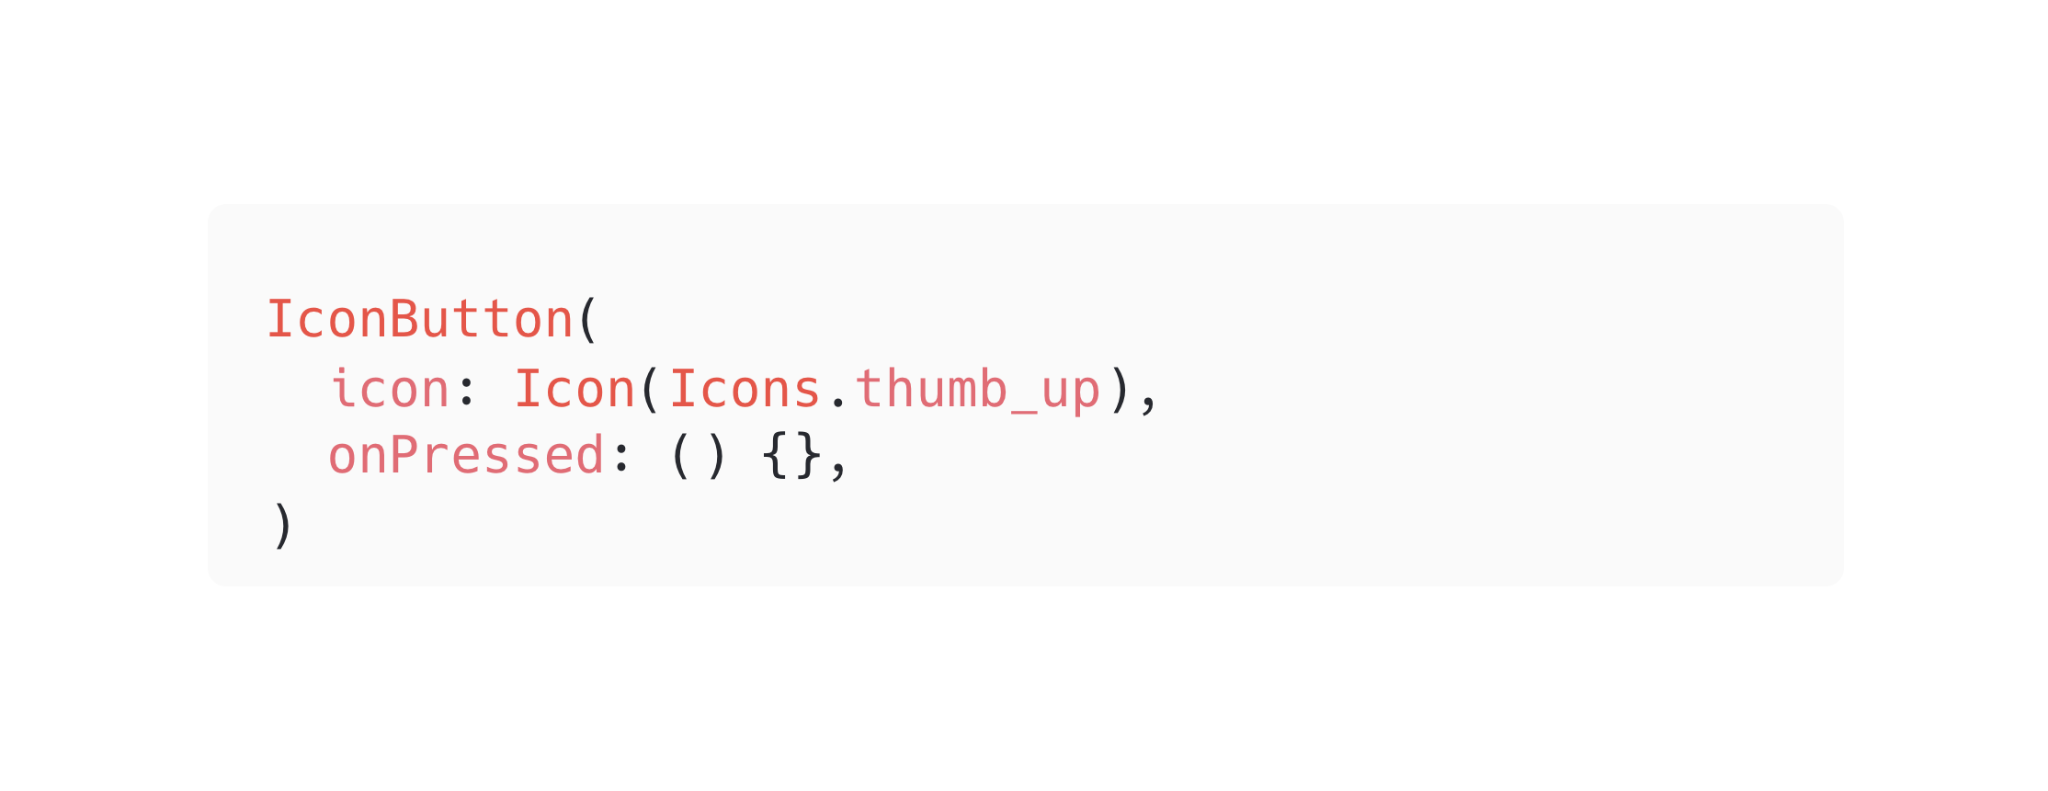 IconButton(
  icon: Icon(Icons.thumb_up),
  onPressed: () {},
)